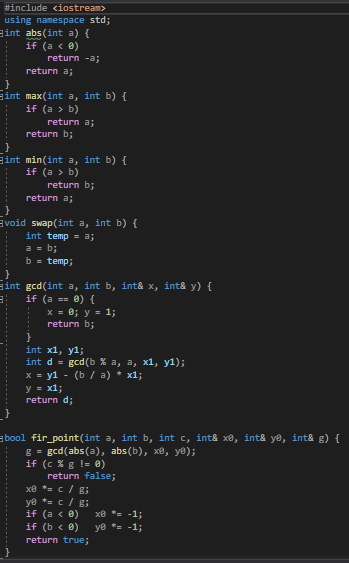 #include <iostream>
using namespace std;
int abs(int a) {
if (a < 0)
return -a;
return a;
}
int max(int a, int b) {
if (a > b)
return a;
return b;
}
int min(int a, int b) {
if (a > b)
return b;
return a;
}
void swap(int a, int b) {
int temp = a;
a = b;
b = temp;
}
int gcd(int a, int b, int& x, int& y) {
if (a == 0) {
x = 0; y = 1;
return b;
}
int x1, y1;
int d = gcd(b % a, a, x1, y1);
x = y1 - (b / a) * x1;
y = x1;
return d;
}
bool fir_point(int a, int b, int c, int& x0, int& y0, int& g) {
g = gcd(abs(a), abs(b), x0, y0);
if (c % g != 0)
return false;
x0 *= c / g;
y0 *= c / g;
if (a < 0) x0 *= -1;
if (b < 0) y0 *= -1;
return true;
}